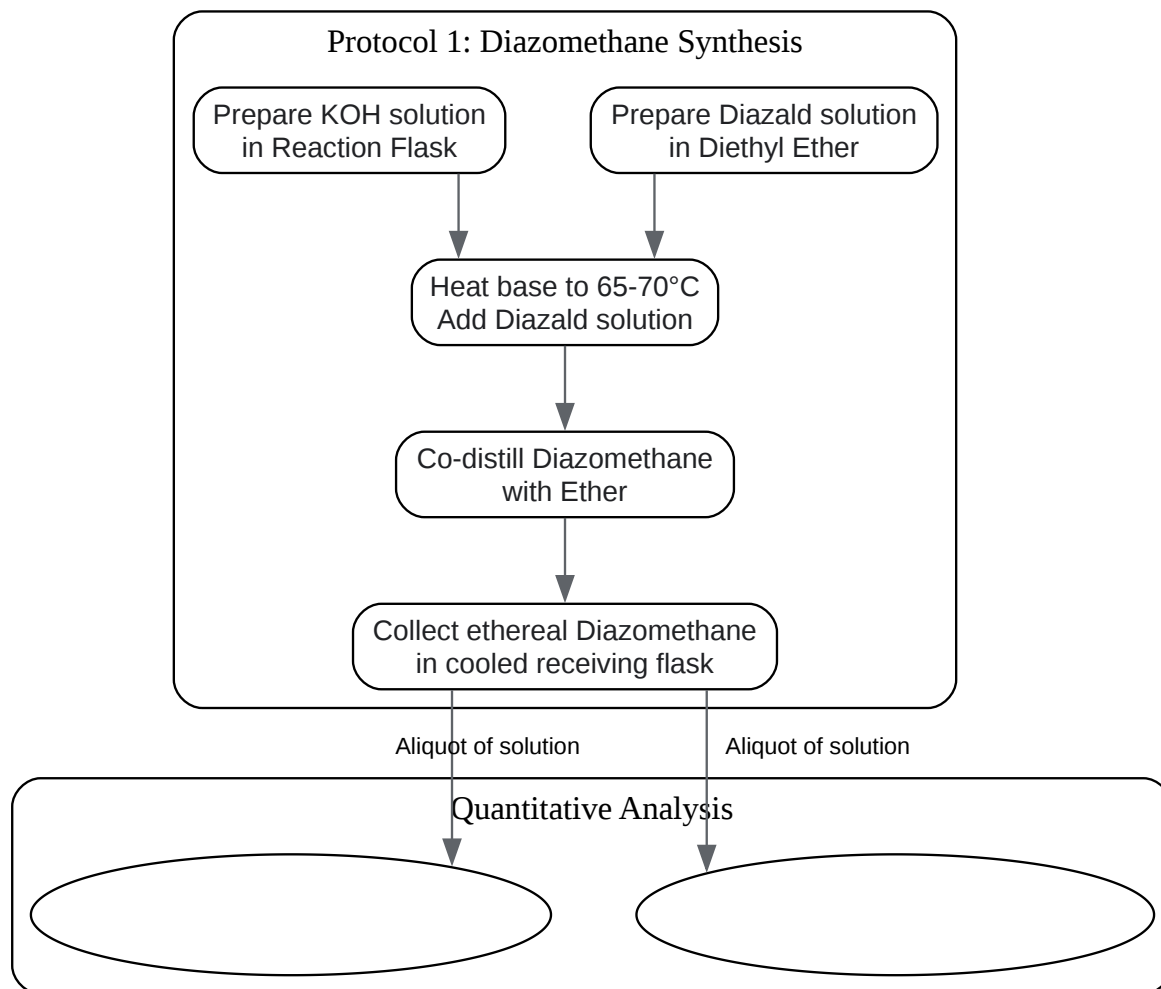 Protocol 1: Diazomethane Synthesis
Prepare KOH solution
in Reaction Flask
Prepare Diazald solution
in Diethyl Ether
Heat base to 65-70°C
Add Diazald solution
Co-distill Diazomethane
with Ether
Collect ethereal Diazomethane
in cooled receiving flask
Aliquot of solution
Aliquot of solution
Quantitative Analysis